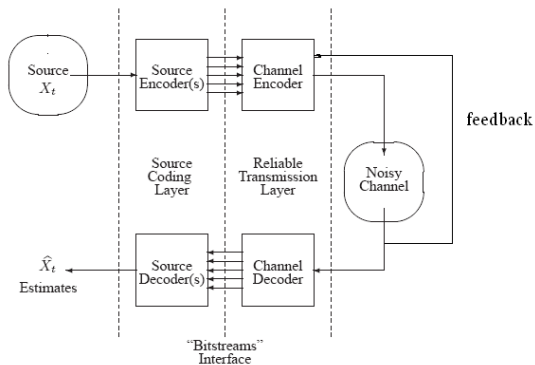 Source
X_t
Source
Encoder(s)
Channel
Encoder
feedback
Source
Coding
Layer
Reliable
Transmission
Layer
Noisy
Channel
X̂_t
Estimates
Source
Decoder(s)
Channel
Decoder
“Bitstreams”
Interface